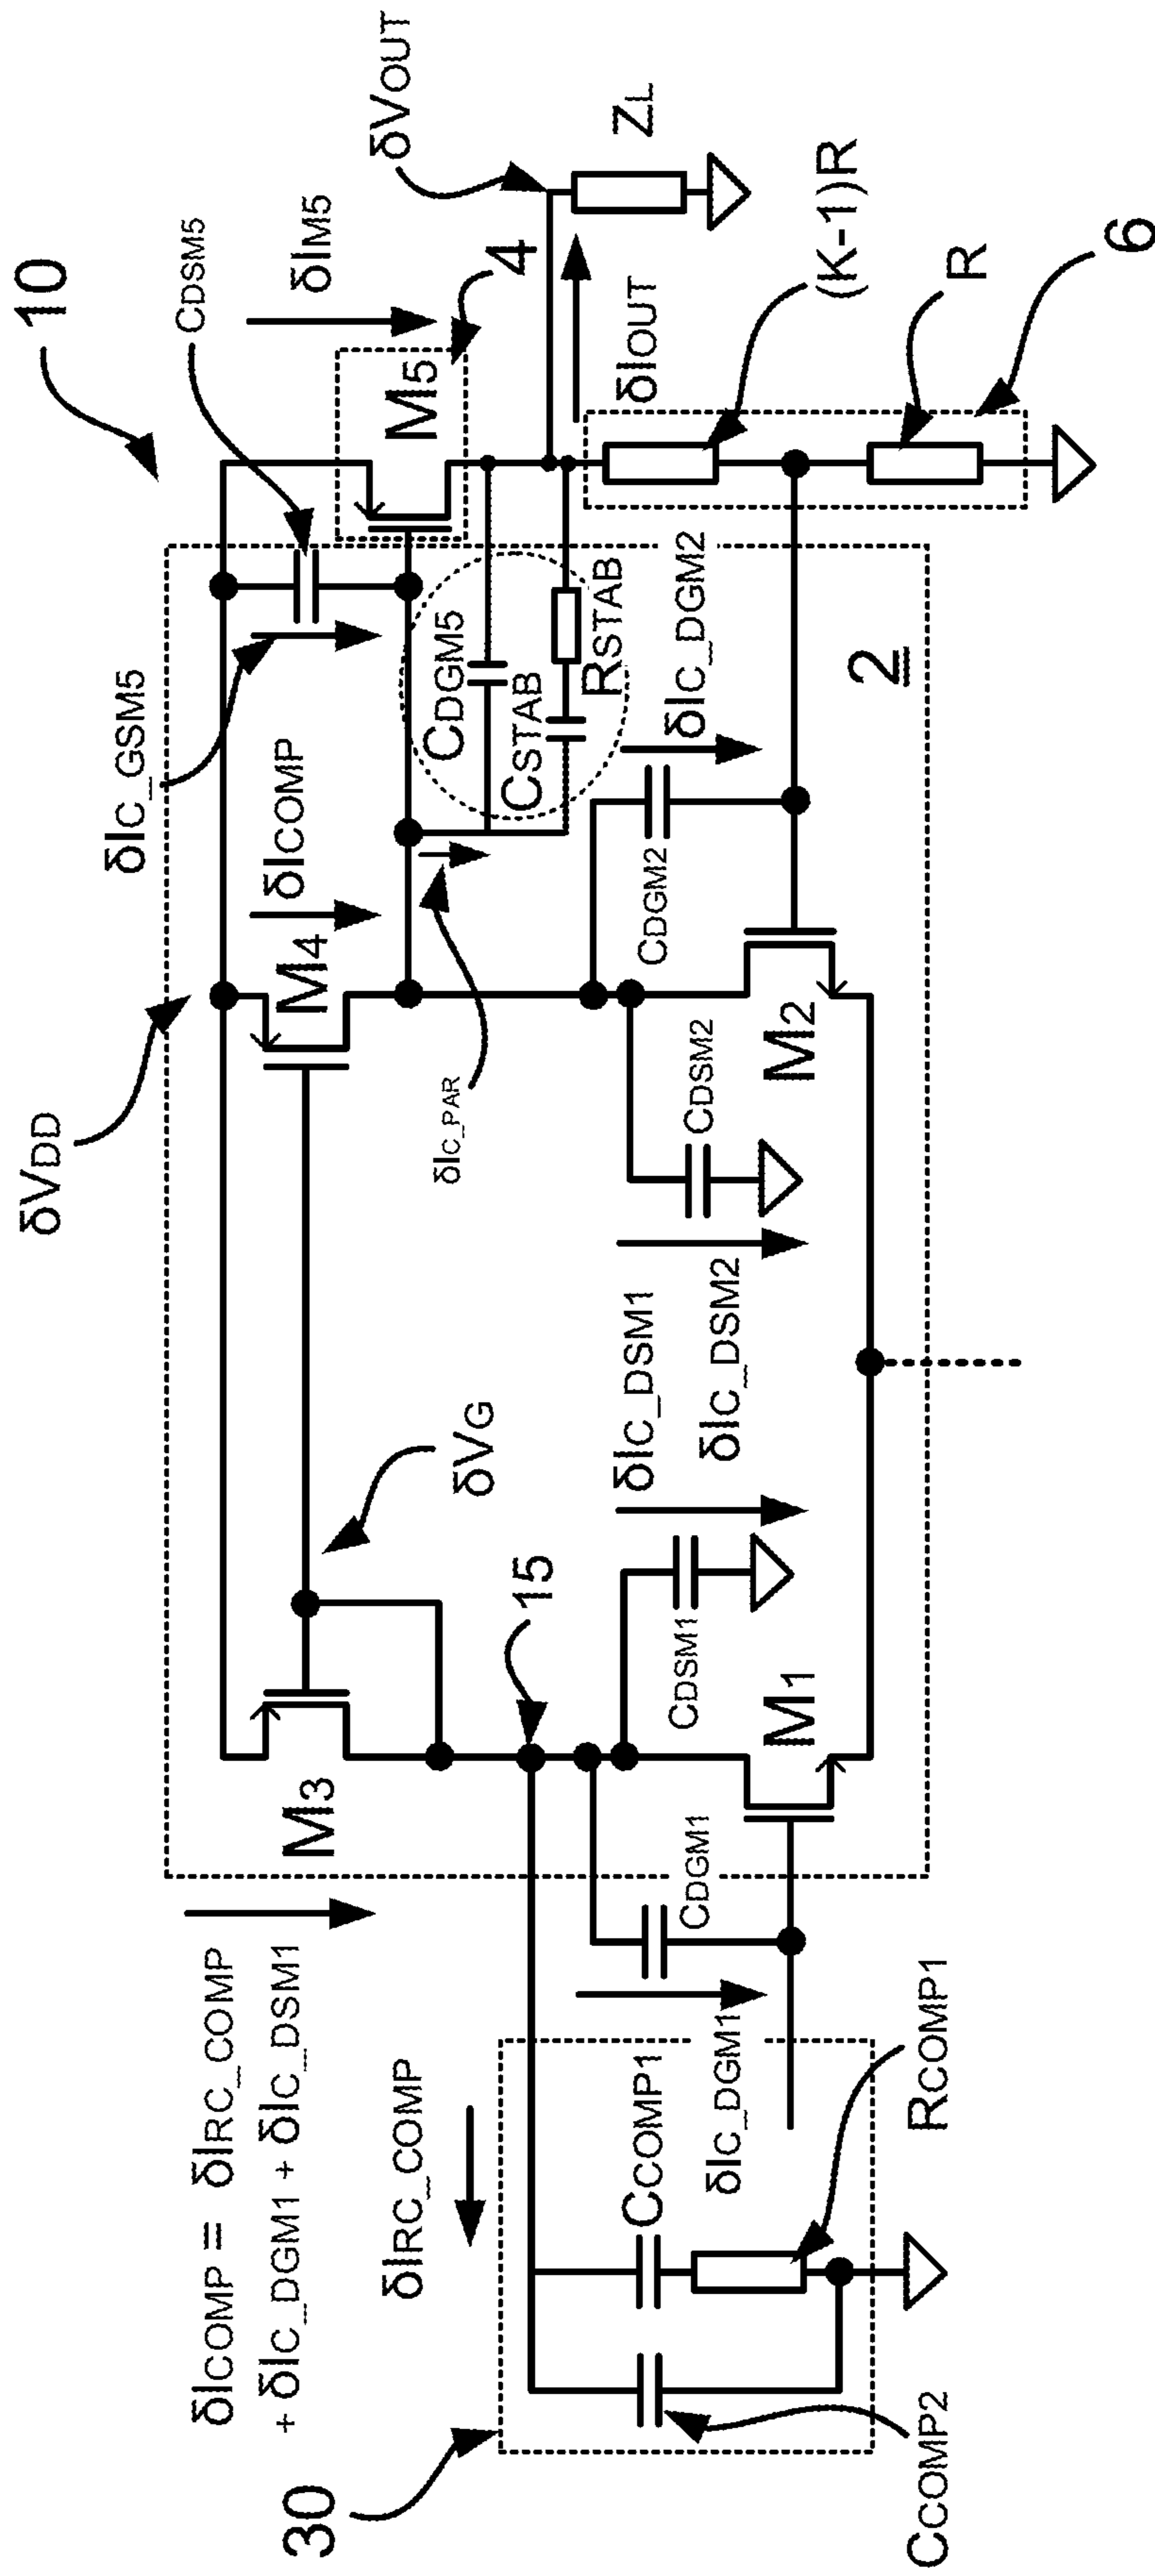 10
δVDD
δIC_GSM5
CDSM5
δIM5
δVOUT
δICOMP = δIRC_COMP
+ δIC_DGM1 + δIC_DSM1
M3
M4
δICOMP
M5
4
ZL
δVG
δIC_PAR
CDGM5
CSTAB
RSTAB
δIOUT
(K-1)R
R
6
30
δIRC_COMP
15
CDGM1
CDSM1
δIC_DSM1
δIC_DSM2
CDSM2
CDGM2
δIC_DGM2
2
CCOMP1
δIC_DGM1
M1
M2
CCOMP2
RCOMP1